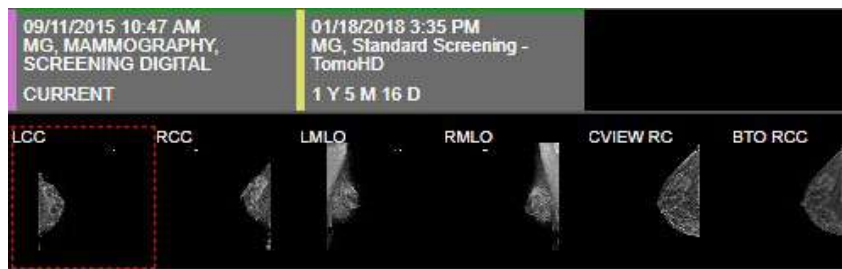 09/11/2015 10:47 AM
MG, MAMMOGRAPHY,
SCREENING DIGITAL
CURRENT
01/18/2018 3:35 PM
MG, Standard Screening -
TomoHD
1 Y 5 M 16 D
LCC RCC LMLO RMLO CVIEW RC BTO RCC